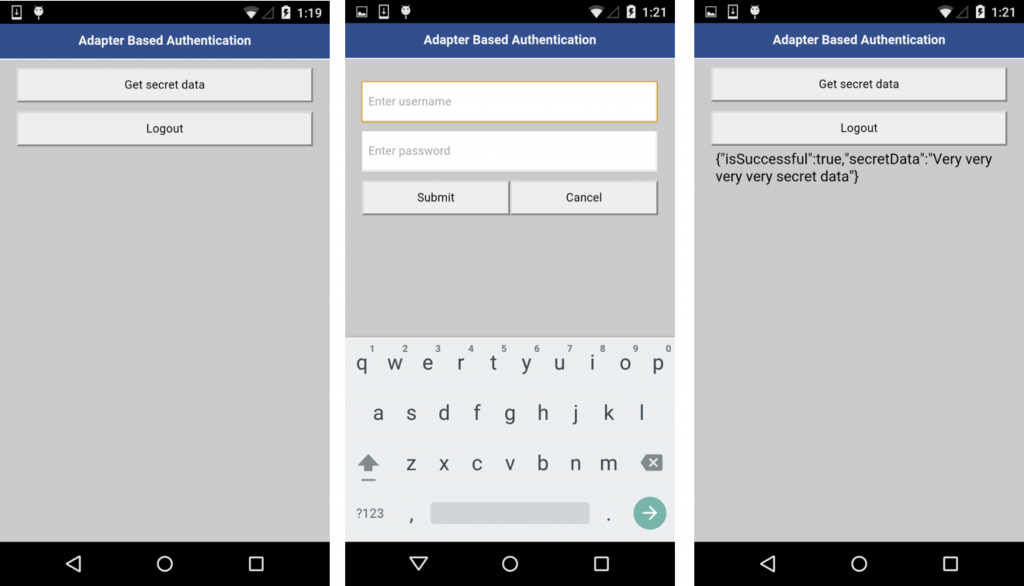 1:19
Adapter Based Authentication
Get secret data
Logout
1:21
Adapter Based Authentication
Enter username
Enter password
Submit Cancel
1 2 3 4 5 6 7 8 9 0
q w e r t y u i o p
a s d f g h j k l
z x c v b n m
?123 , .
1:21
Adapter Based Authentication
Get secret data
Logout
{"isSuccessful":true,"secretData":"Very very
very very secret data"}